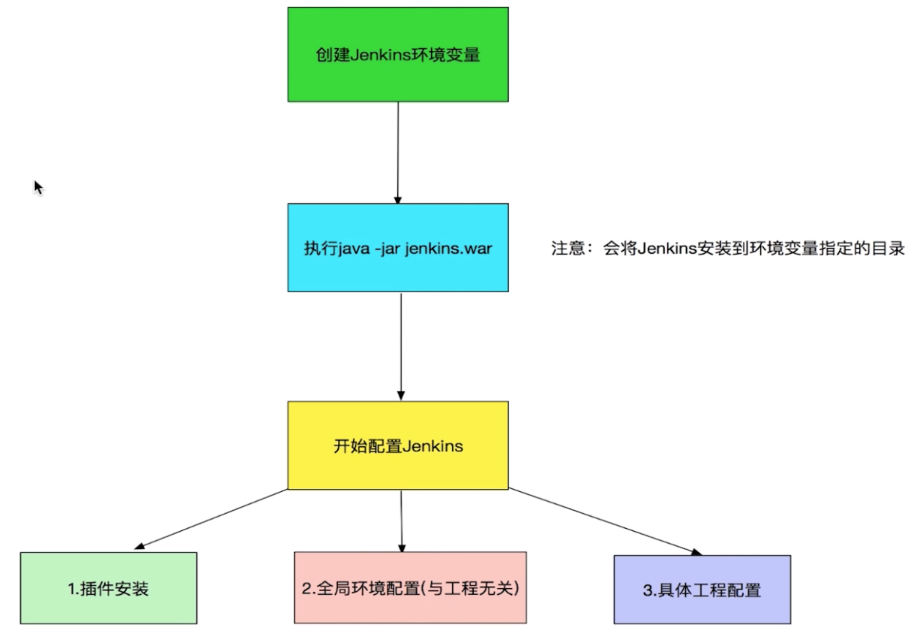 创建Jenkins环境变量
执行java -jar jenkins.war
注意：会将Jenkins安装到环境变量指定的目录
开始配置Jenkins
1.插件安装
2.全局环境配置(与工程无关)
3.具体工程配置